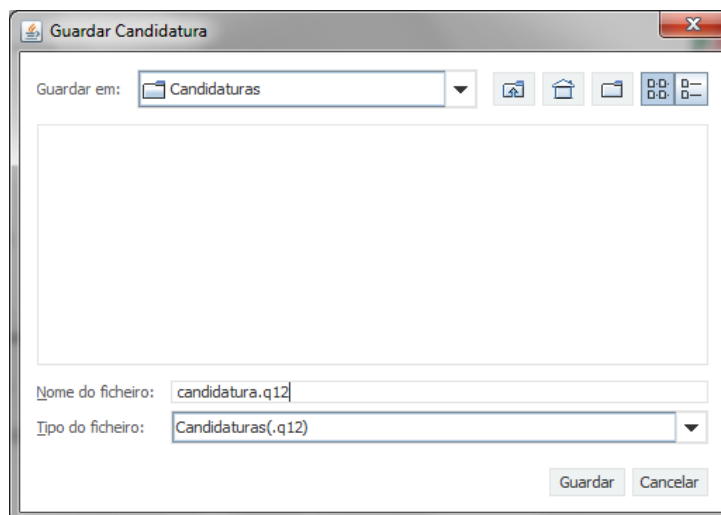 Guardar Candidatura
Guardar em: Candidaturas
Nome do ficheiro: candidatura.q12
Tipo do ficheiro: Candidaturas(.q12)
Guardar Cancelar